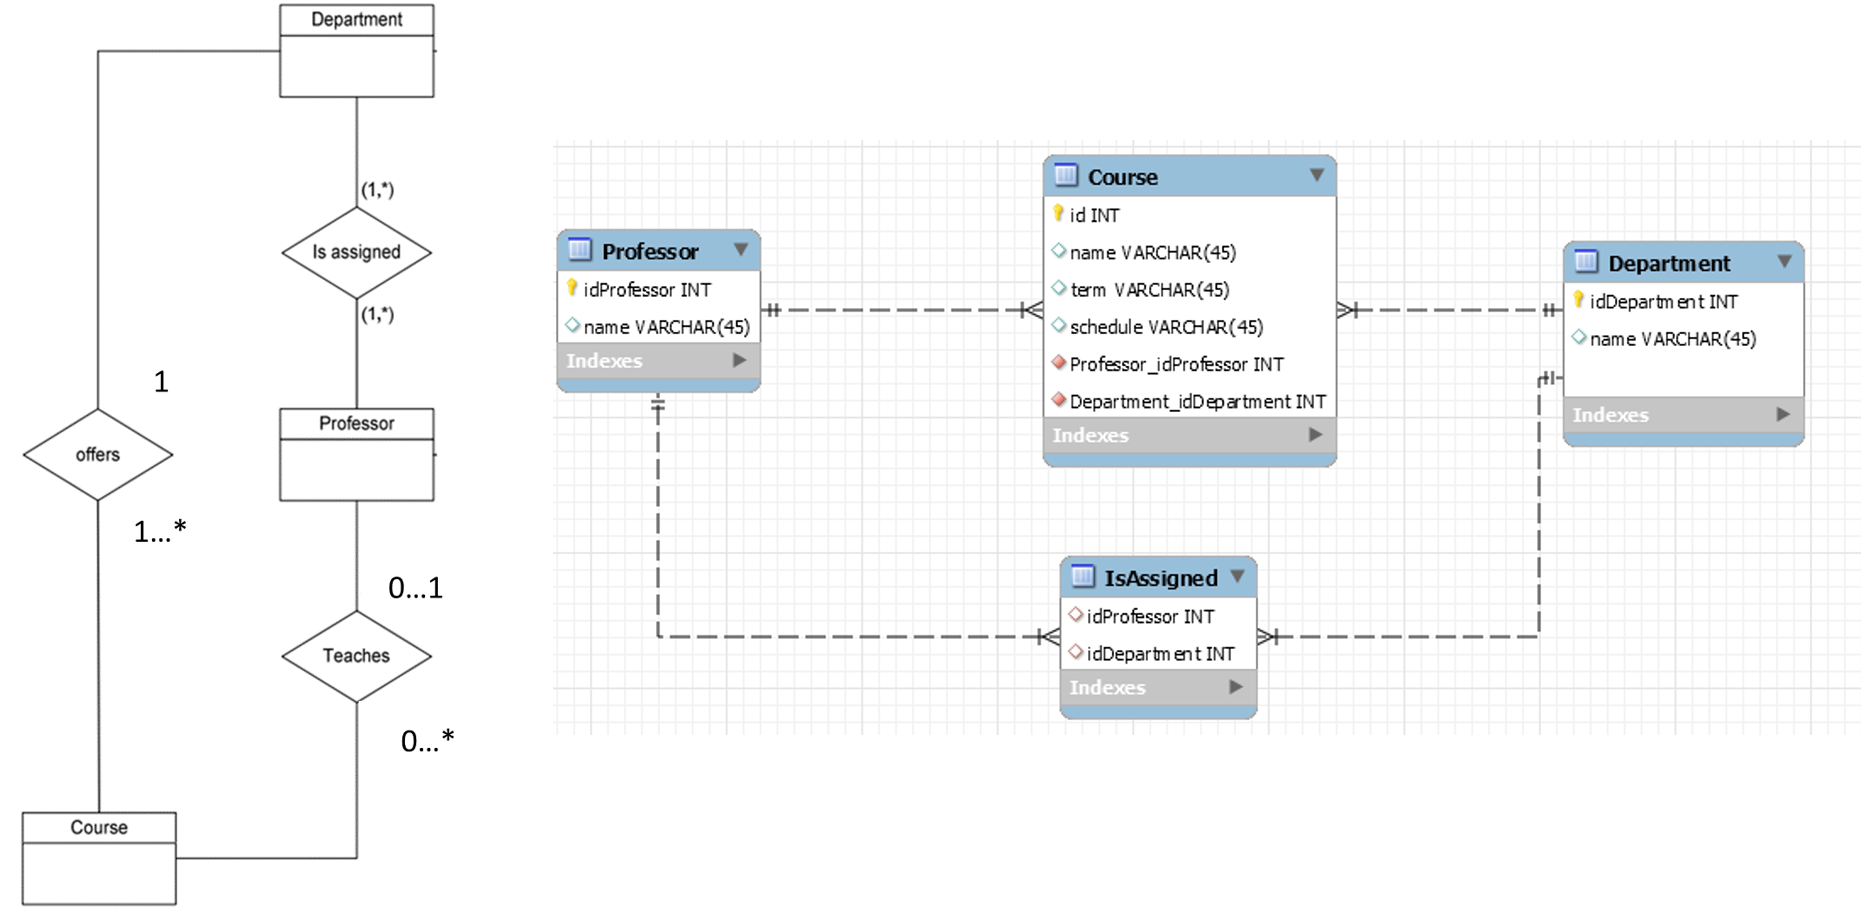 Department
(1,*)
Is assigned
(1,*)
1
Professor
offers
1...*
0...1
Teaches
0...*
Course
Professor
idProfessor INT
name VARCHAR(45)
Indexes
Course
id INT
name VARCHAR(45)
term VARCHAR(45)
schedule VARCHAR(45)
Professor_idProfessor INT
Department_idDepartment INT
Indexes
Department
idDepartment INT
name VARCHAR(45)
Indexes
IsAssigned
idProfessor INT
idDepartment INT
Indexes